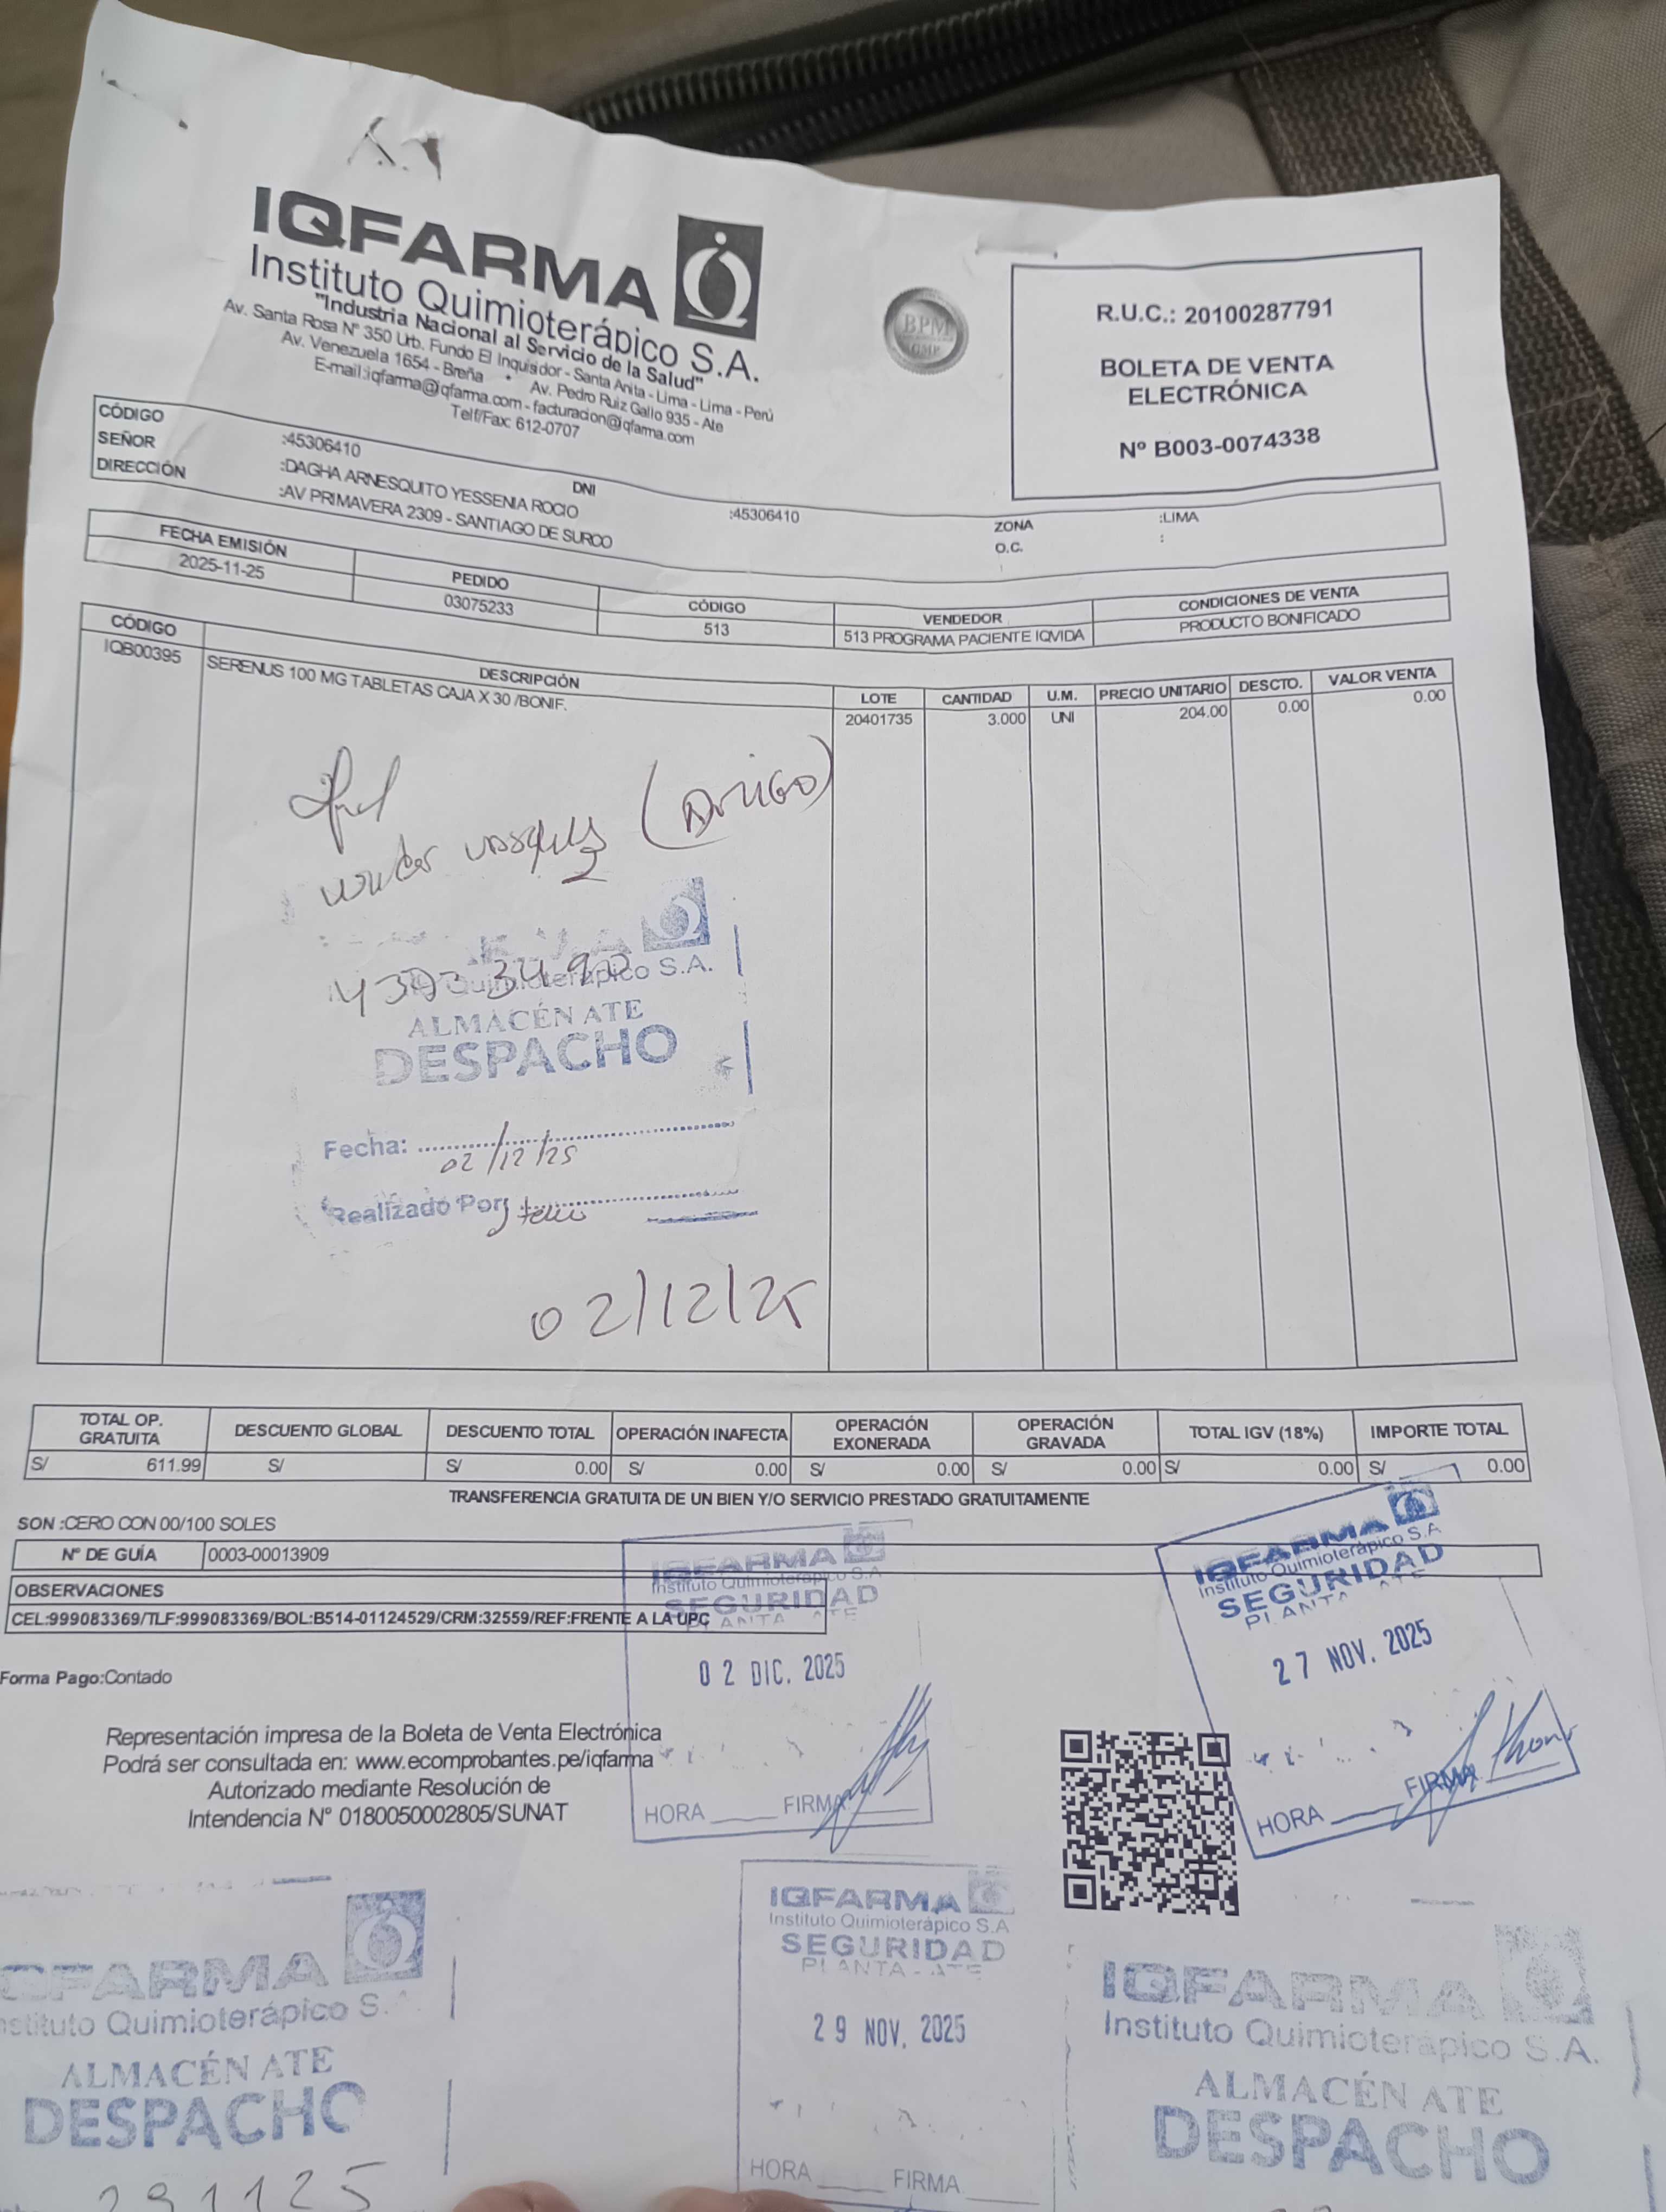 IQFARMA
Instituto Quimioterápico S.A.
"Industria Nacional al Servicio de la Salud"
Av. Santa Rosa N° 350 Urb. Fundo El Inquisidor - Santa Anita - Lima - Lima - Perú
Av. Venezuela 1654 - Breña • Av. Pedro Ruiz Gallo 935 - Ate
E-mail:iqfarma@iqfarma.com - facturacion@iqfarma.com
Telf/Fax: 612-0707
BPM
GMP
R.U.C.: 20100287791
BOLETA DE VENTA
ELECTRÓNICA
Nº B003-0074338
CÓDIGO :45306410 DNI :45306410 ZONA :LIMA
SEÑOR :DAGHA ARNESQUITO YESSENIA ROCIO O.C. :
DIRECCIÓN :AV PRIMAVERA 2309 - SANTIAGO DE SURCO
FECHA EMISIÓN PEDIDO CÓDIGO VENDEDOR CONDICIONES DE VENTA
2025-11-25 03075233 513 513 PROGRAMA PACIENTE IQVIDA PRODUCTO BONIFICADO
CÓDIGO DESCRIPCIÓN LOTE CANTIDAD U.M. PRECIO UNITARIO DESCTO. VALOR VENTA
IQB00395 SERENUS 100 MG TABLETAS CAJA X 30 /BONIF. 20401735 3.000 UNI 204.00 0.00 0.00
(Amigo)
Quimioterápico S.A.
ALMACÉN ATE
DESPACHO
Fecha: 02/12/25
Realizado Por:
02/12/25
TOTAL OP. GRATUITA DESCUENTO GLOBAL DESCUENTO TOTAL OPERACIÓN INAFECTA OPERACIÓN EXONERADA OPERACIÓN GRAVADA TOTAL IGV (18%) IMPORTE TOTAL
S/ 611.99 S/ S/ 0.00 S/ 0.00 S/ 0.00 S/ 0.00 S/ 0.00 S/ 0.00
TRANSFERENCIA GRATUITA DE UN BIEN Y/O SERVICIO PRESTADO GRATUITAMENTE
SON :CERO CON 00/100 SOLES
N° DE GUÍA 0003-00013909
OBSERVACIONES
CEL:999083369/TLF:999083369/BOL:B514-01124529/CRM:32559/REF:FRENTE A LA UPC
IQFARMA
Instituto Quimioterápico S.A
SEGURIDAD
PLANTA - ATE
02 DIC. 2025
HORA FIRMA
IQFARMA
Instituto Quimioterápico S.A
SEGURIDAD
PLANTA ATE
27 NOV. 2025
HORA FIRMA
Forma Pago:Contado
Representación impresa de la Boleta de Venta Electrónica
Podrá ser consultada en: www.ecomprobantes.pe/iqfarma
Autorizado mediante Resolución de
Intendencia N° 0180050002805/SUNAT
IQFARMA
Instituto Quimioterápico S.
ALMACÉN ATE
DESPACHO
291125
IQFARMA
Instituto Quimioterápico S.A
SEGURIDAD
PLANTA - ATE
29 NOV. 2025
HORA FIRMA
IQFARMA
Instituto Quimioterápico S.A.
ALMACÉN ATE
DESPACHO